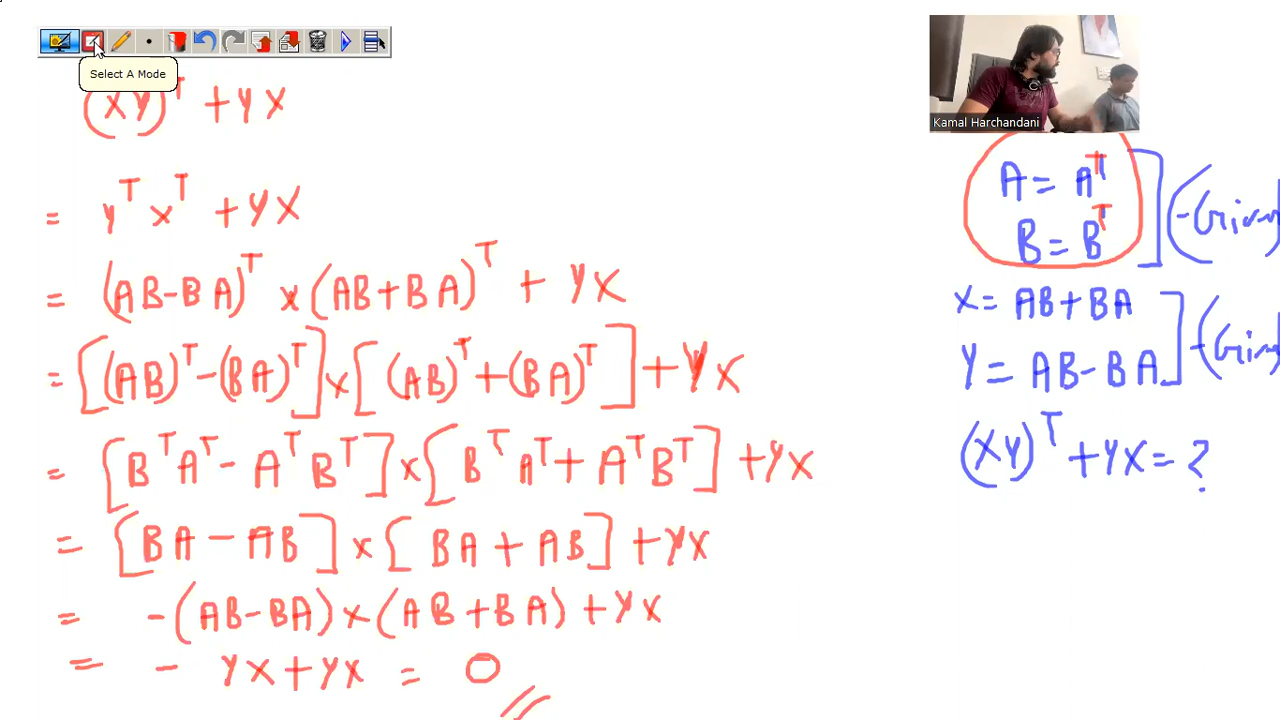 Select A Mode
(XY)ᵀ + YX
= Yᵀ Xᵀ + YX
= (AB-BA)ᵀ × (AB+BA)ᵀ + YX
= [(AB)ᵀ - (BA)ᵀ] × [(AB)ᵀ + (BA)ᵀ] + YX
= [BᵀAᵀ - AᵀBᵀ] × [BᵀAᵀ + AᵀBᵀ] + YX
= [BA - AB] × [BA + AB] + YX
= -(AB-BA) × (AB+BA) + YX
= - YX + YX = 0
Kamal Harchandani
A = Aᵀ
B = Bᵀ
] (-Given)
X = AB + BA
Y = AB - BA
] - (Given)
(XY)ᵀ + YX = ?